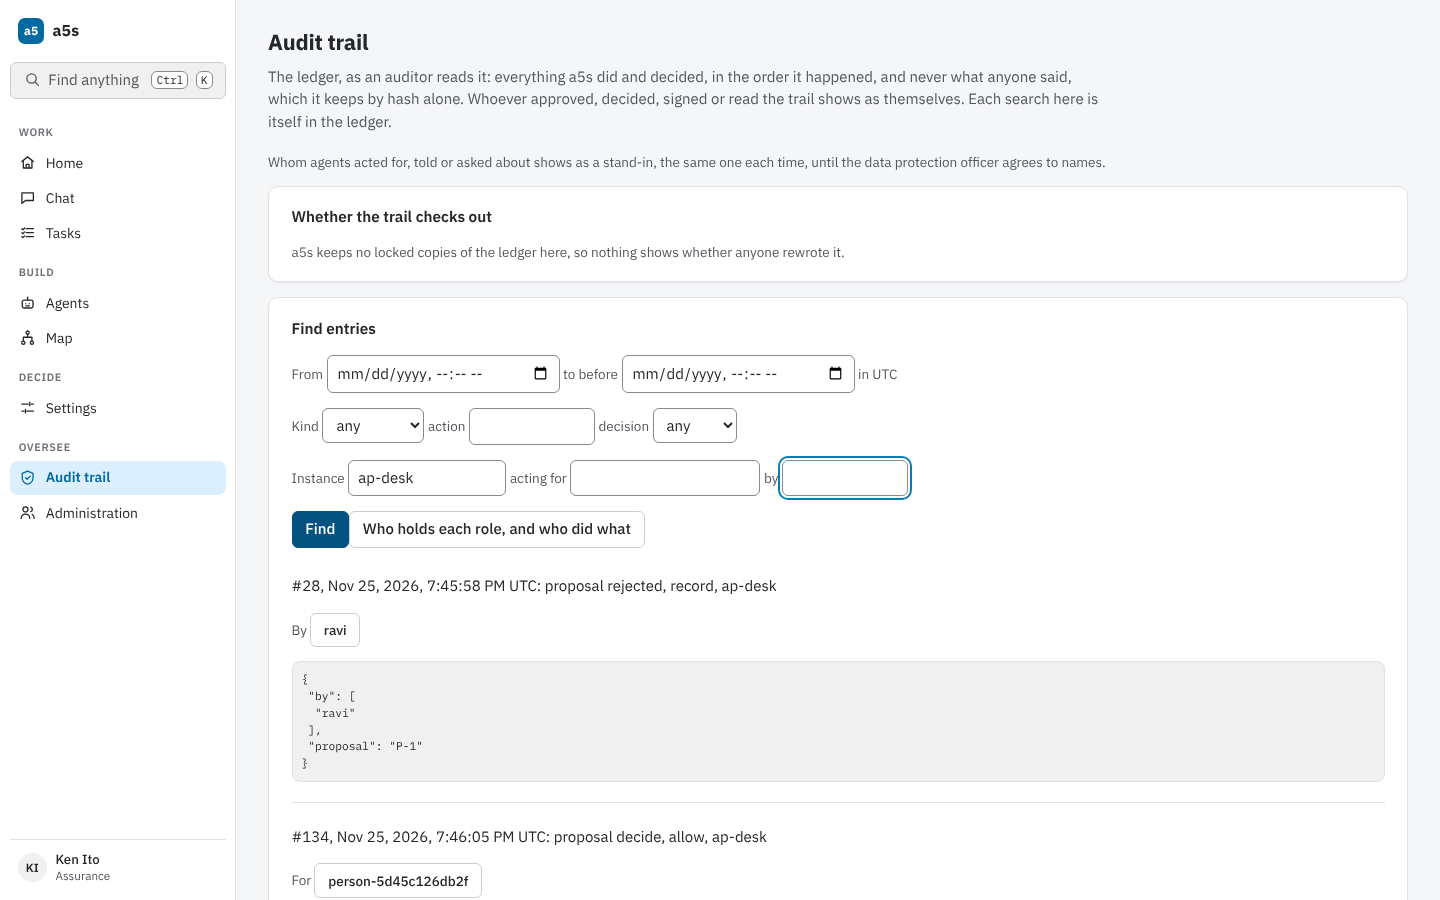 a5 a5s
Find anything Ctrl K
WORK
Home
Chat
Tasks
BUILD
Agents
Map
DECIDE
Settings
OVERSEE
Audit trail
Administration
KI Ken Ito
Assurance
Audit trail
The ledger, as an auditor reads it: everything a5s did and decided, in the order it happened, and never what anyone said,
which it keeps by hash alone. Whoever approved, decided, signed or read the trail shows as themselves. Each search here is
itself in the ledger.
Whom agents acted for, told or asked about shows as a stand-in, the same one each time, until the data protection officer agrees to names.
Whether the trail checks out
a5s keeps no locked copies of the ledger here, so nothing shows whether anyone rewrote it.
Find entries
From mm/dd/yyyy, --:-- -- to before mm/dd/yyyy, --:-- -- in UTC
Kind any action decision any
Instance ap-desk acting for by
Find Who holds each role, and who did what
#28, Nov 25, 2026, 7:45:58 PM UTC: proposal rejected, record, ap-desk
By ravi
{
"by": [
"ravi"
],
"proposal": "P-1"
}
#134, Nov 25, 2026, 7:46:05 PM UTC: proposal decide, allow, ap-desk
For person-5d45c126db2f